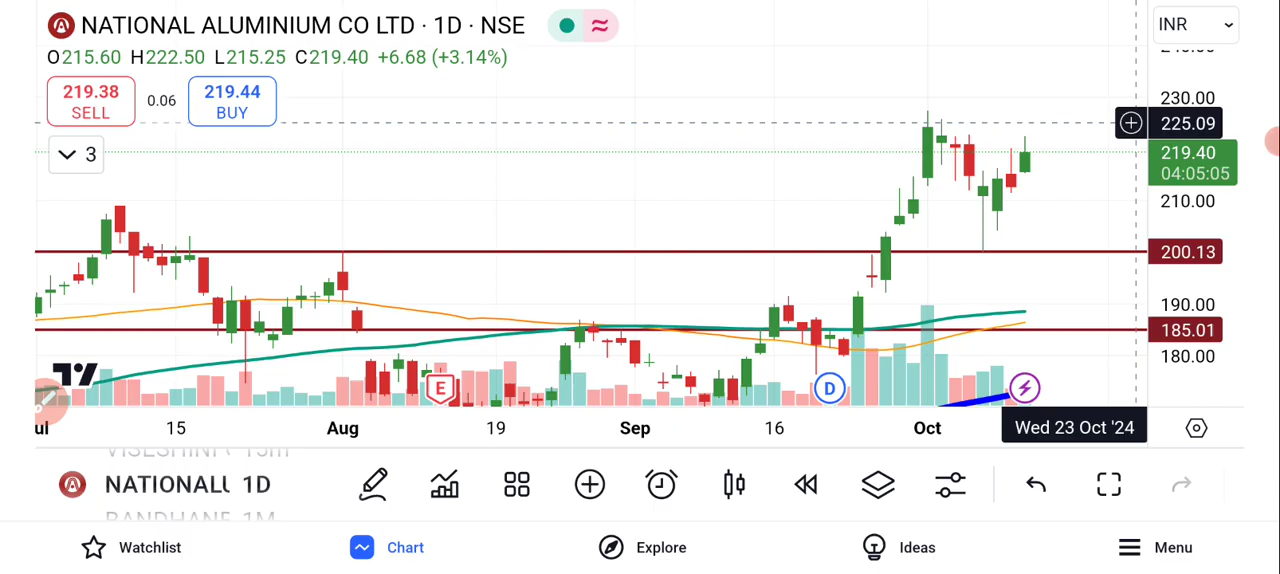 NATIONAL ALUMINIUM CO LTD · 1D · NSE
INR
O215.60 H222.50 L215.25 C219.40 +6.68 (+3.14%)
219.38 SELL
0.06
219.44 BUY
230.00
225.09
3
219.40
04:05:05
210.00
200.13
190.00
185.01
180.00
E
D
15
Aug
19
Sep
16
Oct
Wed 23 Oct '24
NATIONALU 1D
BANDHANB 1M
Watchlist
Chart
Explore
Ideas
Menu